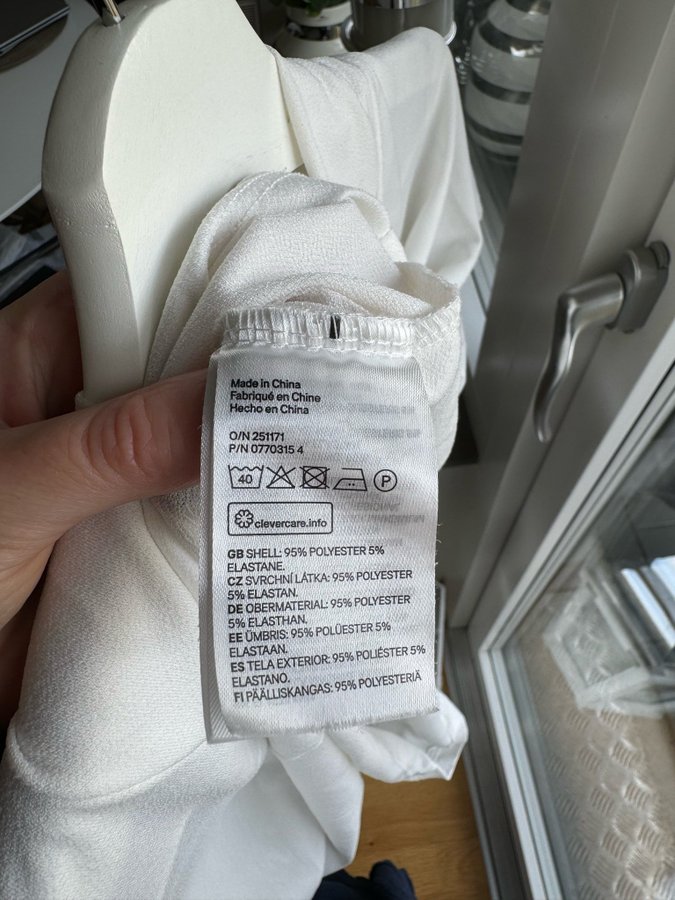 Made in China
Fabriqué en Chine
Hecho en China
O/N 251171
P/N 0770315 4
40 P
clevercare.info
GB SHELL: 95% POLYESTER 5%
ELASTANE.
CZ SVRCHNÍ LÁTKA: 95% POLYESTER
5% ELASTAN.
DE OBERMATERIAL: 95% POLYESTER
5% ELASTHAN.
EE ÜMBRIS: 95% POLÜESTER 5%
ELASTAAN.
ES TELA EXTERIOR: 95% POLIÉSTER 5%
ELASTANO.
FI PÄÄLLISKANGAS: 95% POLYESTERIÄ